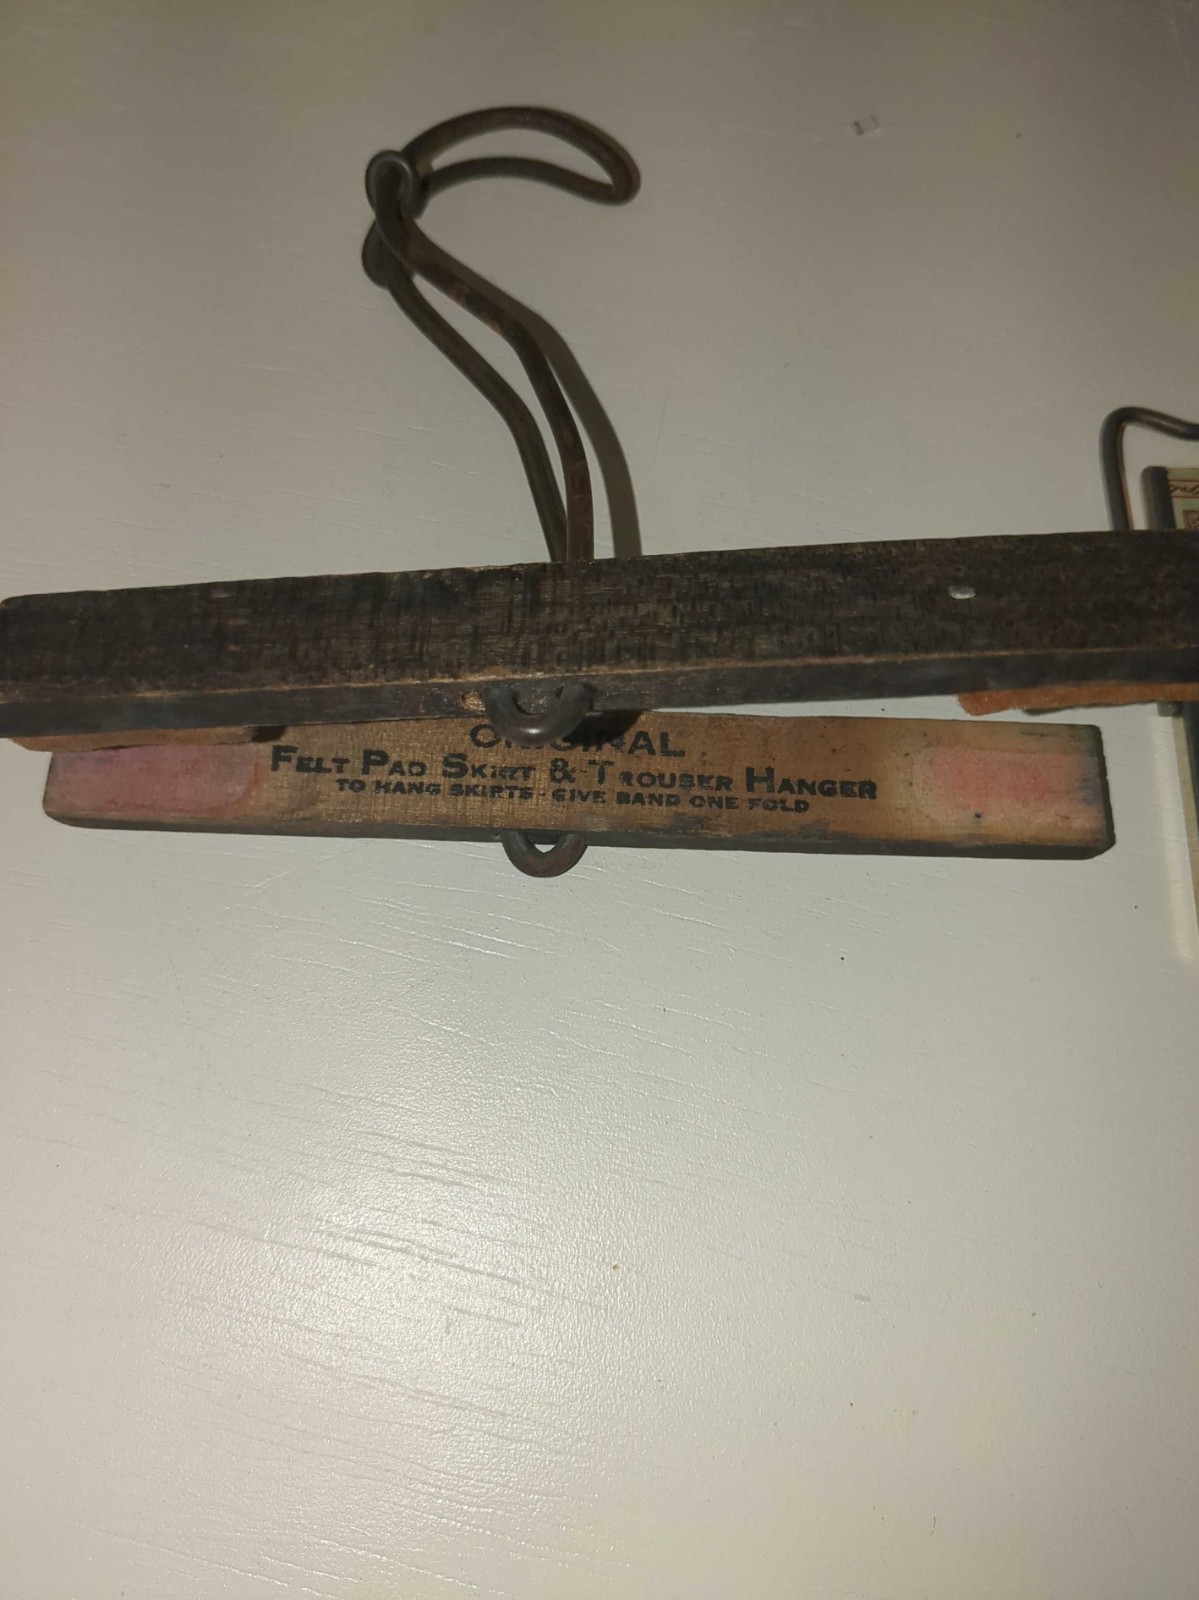 ORIGINAL
FELT PAD SKIRT & TROUSER HANGER
TO HANG SKIRTS - GIVE BAND ONE FOLD